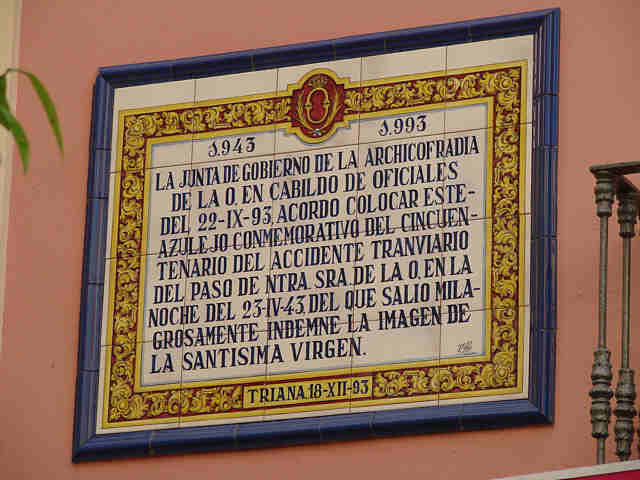 1.943 1.993
LA JUNTA DE GOBIERNO DE LA ARCHICOFRADIA
DE LA O, EN CABILDO DE OFICIALES
DEL 22-IX-93, ACORDO COLOCAR ESTE-
AZULEJO CONMEMORATIVO DEL CINCUEN-
TENARIO DEL ACCIDENTE TRANVIARIO
DEL PASO DE NTRA. SRA. DE LA O, EN LA
NOCHE DEL 23-IV-43, DEL QUE SALIO MILA-
GROSAMENTE INDEMNE LA IMAGEN DE
LA SANTISIMA VIRGEN.
TRIANA.18-XII-93